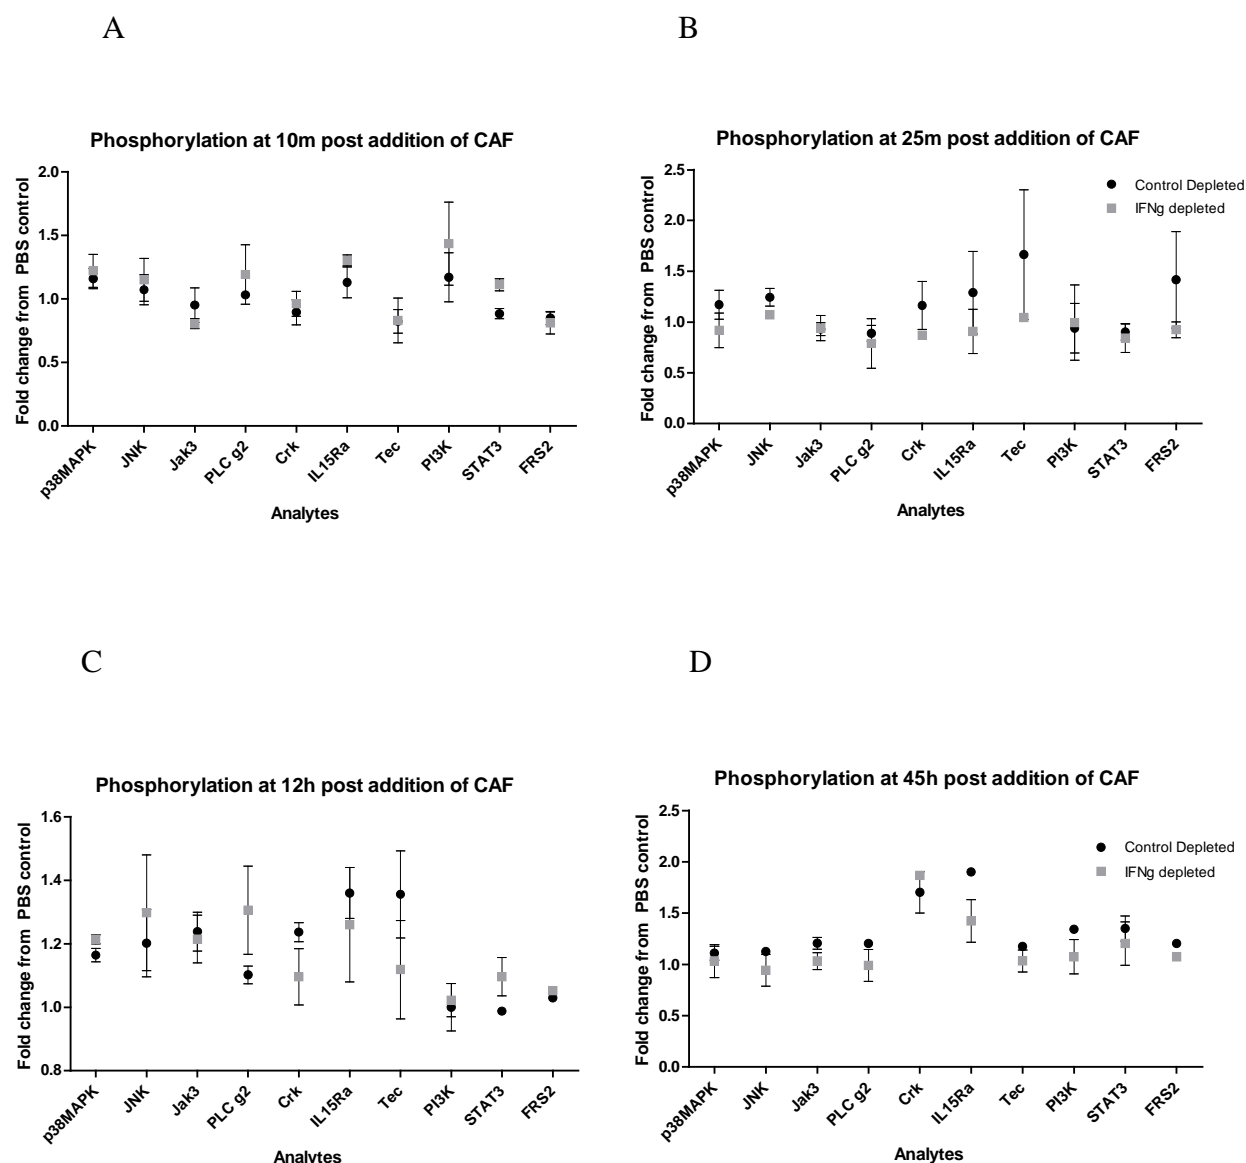 A
Phosphorylation at 10m post addition of CAF
Fold change from PBS control
2.0
1.5
1.0
0.5
0.0
p38MAPK
JNK
Jak3
PLC g2
Crk
IL15Ra
Tec
PI3K
STAT3
FRS2
Analytes
B
Phosphorylation at 25m post addition of CAF
Fold change from PBS control
2.5
2.0
1.5
1.0
0.5
0.0
Control Depleted
IFNg depleted
p38MAPK
JNK
Jak3
PLC g2
Crk
IL15Ra
Tec
PI3K
STAT3
FRS2
Analytes
C
Phosphorylation at 12h post addition of CAF
Fold change from PBS control
1.6
1.4
1.2
1.0
0.8
p38MAPK
JNK
Jak3
PLC g2
Crk
IL15Ra
Tec
PI3K
STAT3
FRS2
Analytes
D
Phosphorylation at 45h post addition of CAF
Fold change from PBS control
2.5
2.0
1.5
1.0
0.5
0.0
Control Depleted
IFNg depleted
p38MAPK
JNK
Jak3
PLC g2
Crk
IL15Ra
Tec
PI3K
STAT3
FRS2
Analytes